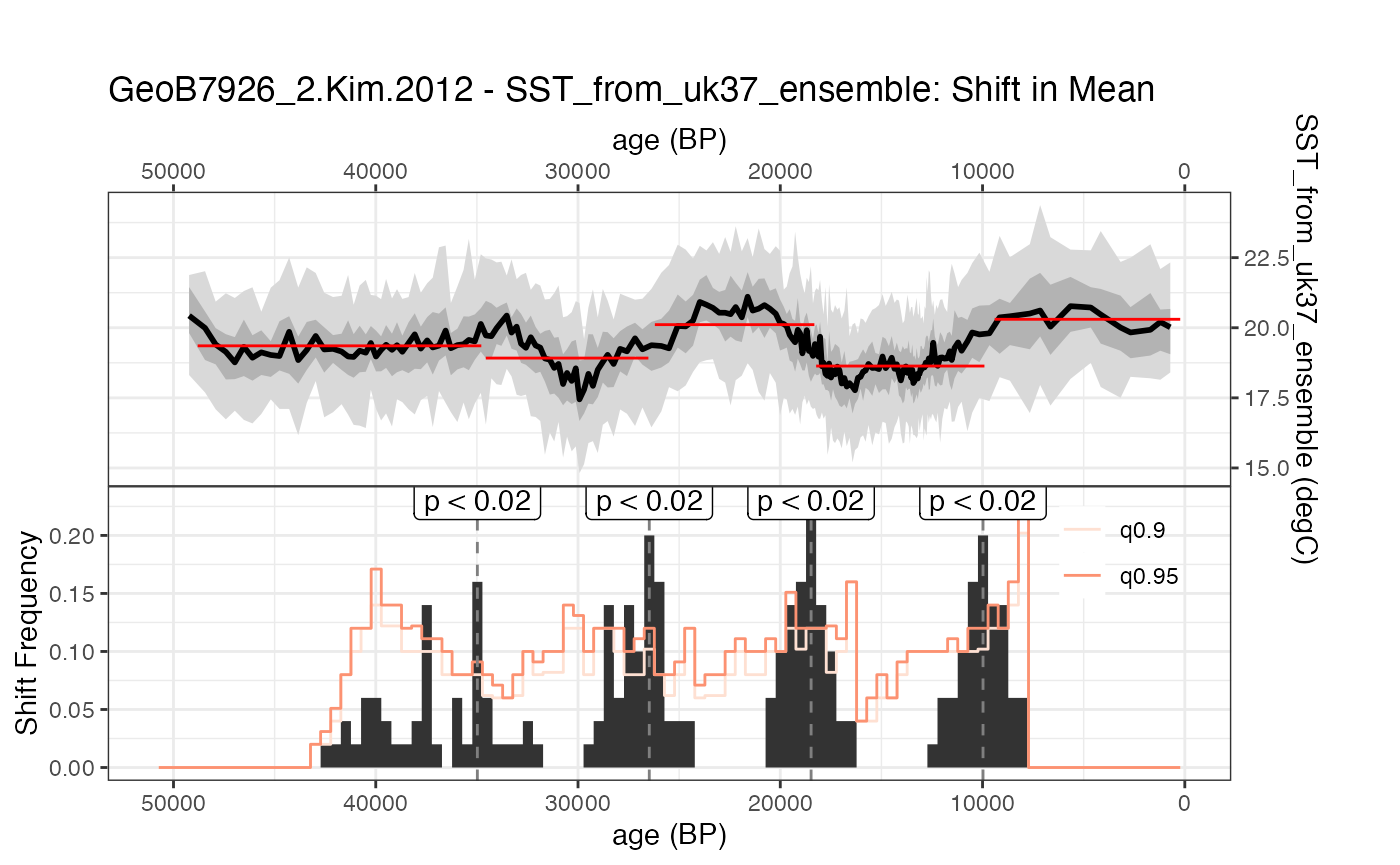 GeoB7926_2.Kim.2012 - SST_from_uk37_ensemble: Shift in Mean
age (BP)
50000 40000 30000 20000 10000 0
SST_from_uk37_ensemble (degC)
22.5
20.0
17.5
15.0
p < 0.02 p < 0.02 p < 0.02 p < 0.02
q0.9
q0.95
Shift Frequency
0.20
0.15
0.10
0.05
0.00
50000 40000 30000 20000 10000 0
age (BP)